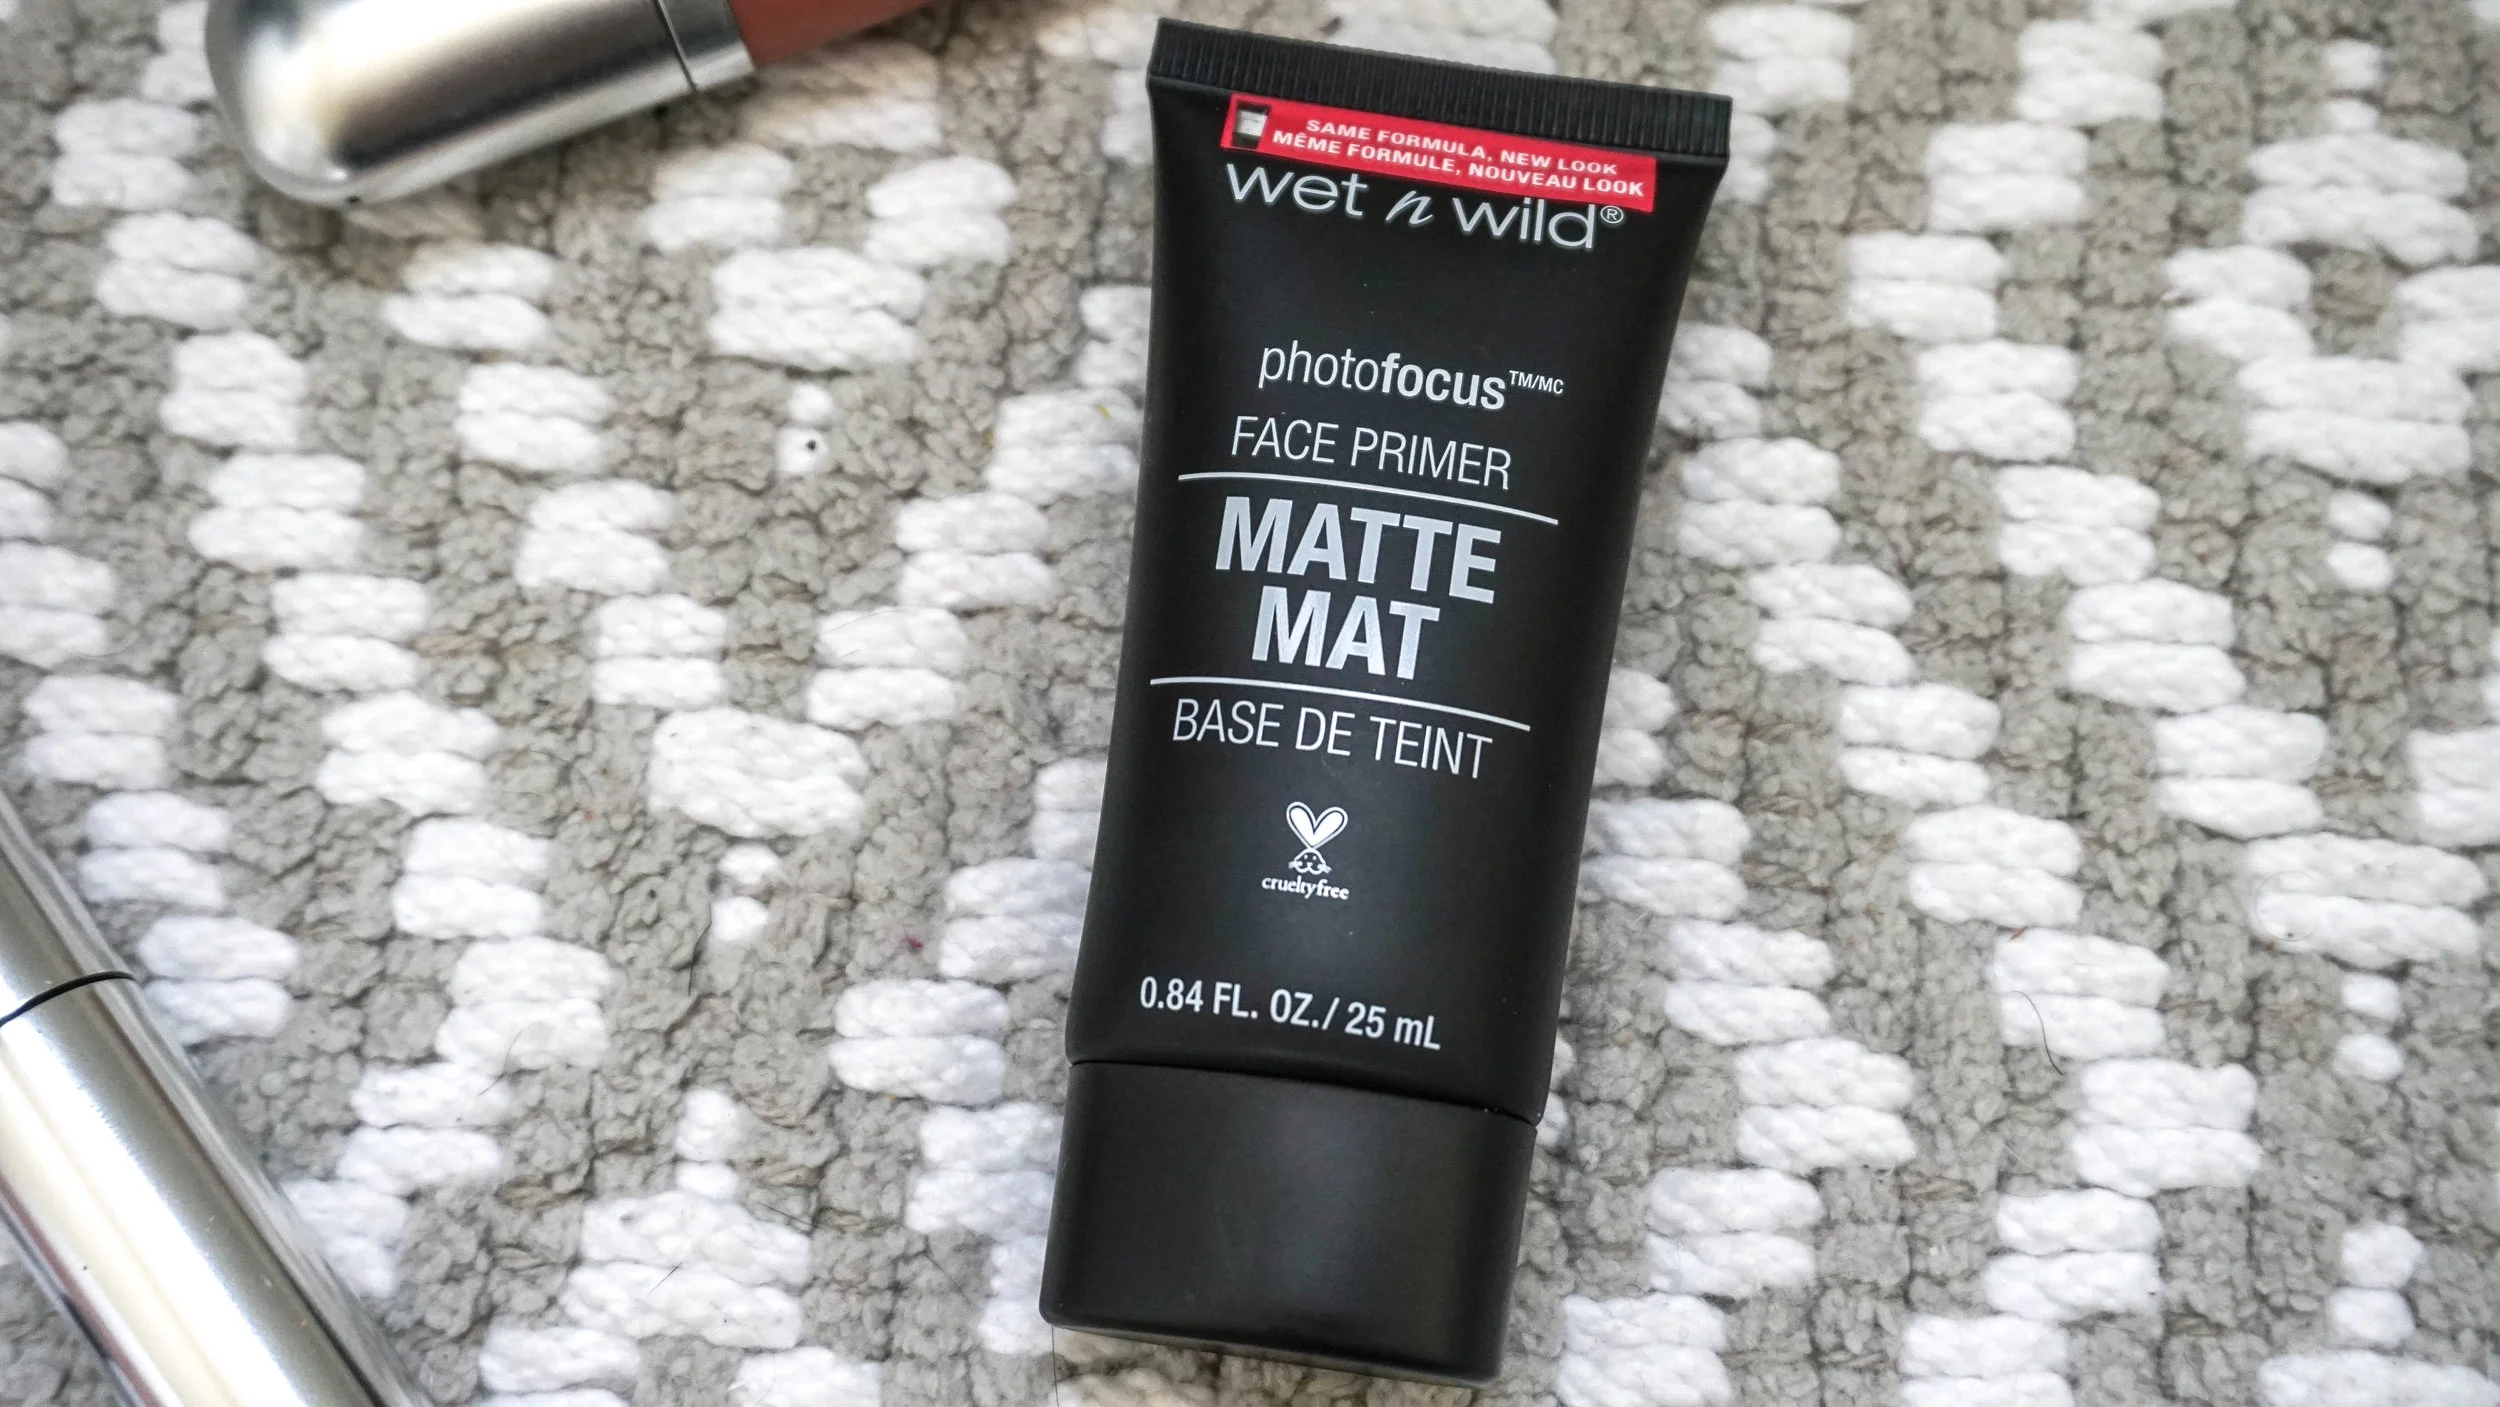 SAME FORMULA, NEW LOOK
MÊME FORMULE, NOUVEAU LOOK
wet n wild®
photofocus™/MC
FACE PRIMER
MATTE
MAT
BASE DE TEINT
crueltyfree
0.84 FL. OZ./ 25 mL